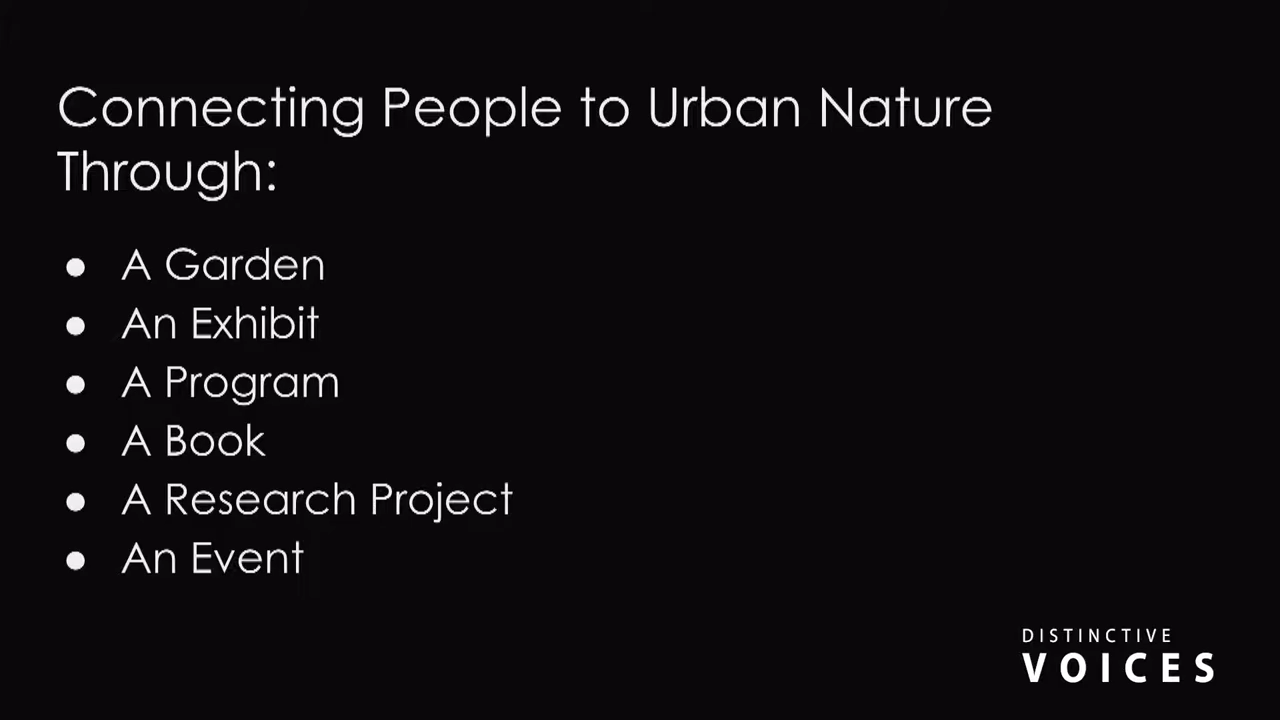 Connecting People to Urban Nature
Through:
● A Garden
● An Exhibit
● A Program
● A Book
● A Research Project
● An Event
DISTINCTIVE
VOICES